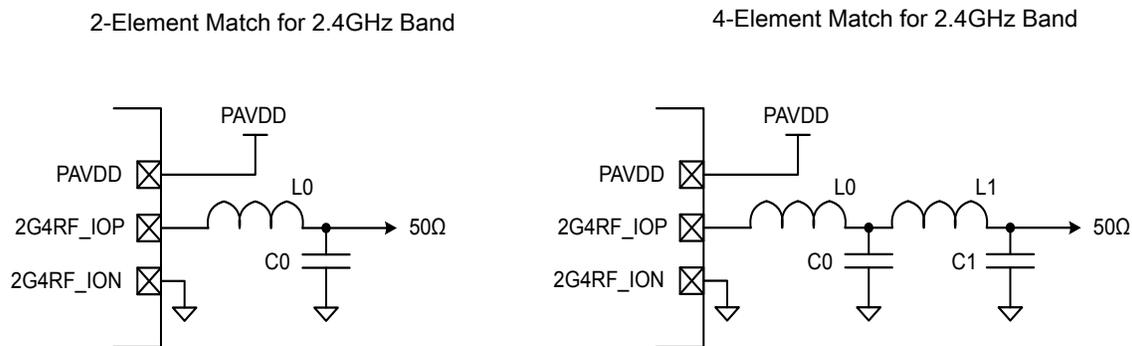 2-Element Match for 2.4GHz Band
PAVDD
PAVDD
L0
2G4RF_IOP
50Ω
C0
2G4RF_ION
4-Element Match for 2.4GHz Band
PAVDD
PAVDD
L0
L1
2G4RF_IOP
50Ω
C0
C1
2G4RF_ION